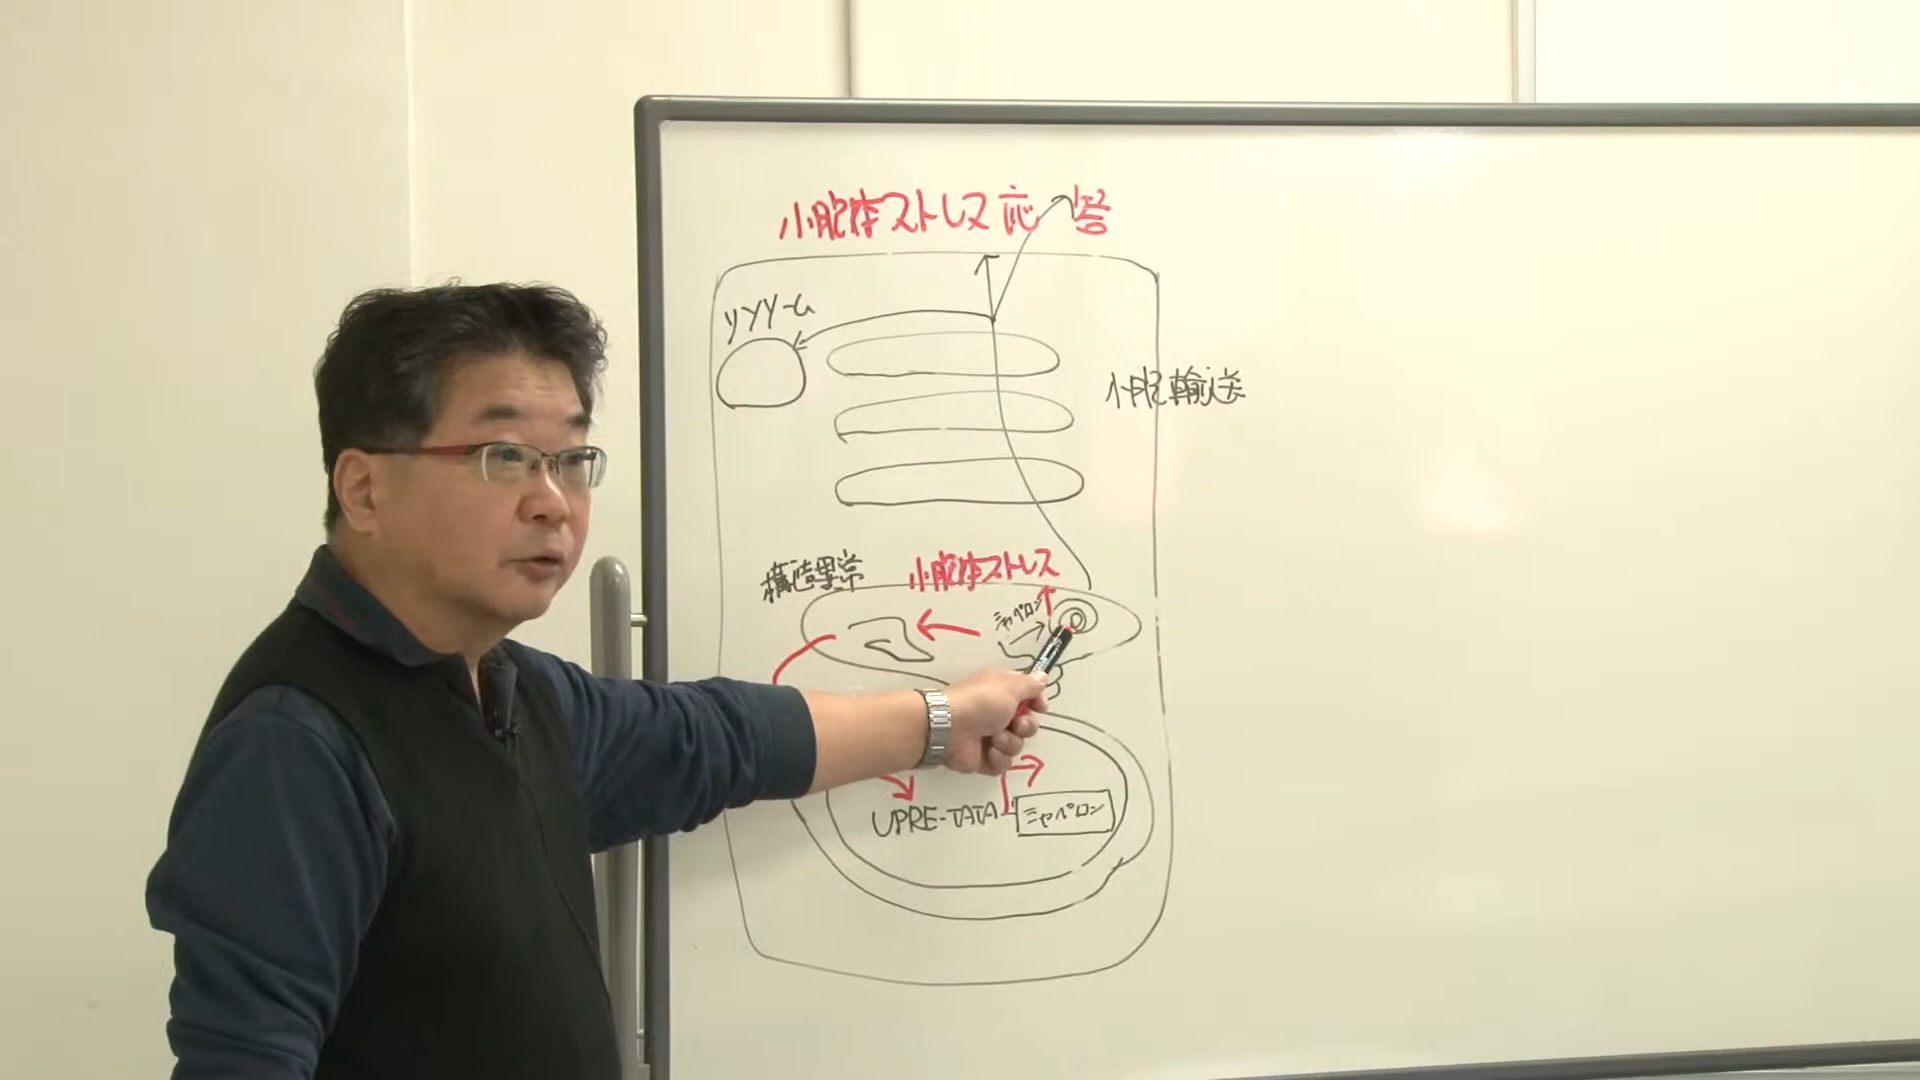 小胞体ストレス応答
リソソーム
小胞輸送
構造異常
小胞体ストレス
シャペロン
UPRE-TATA
シャペロン